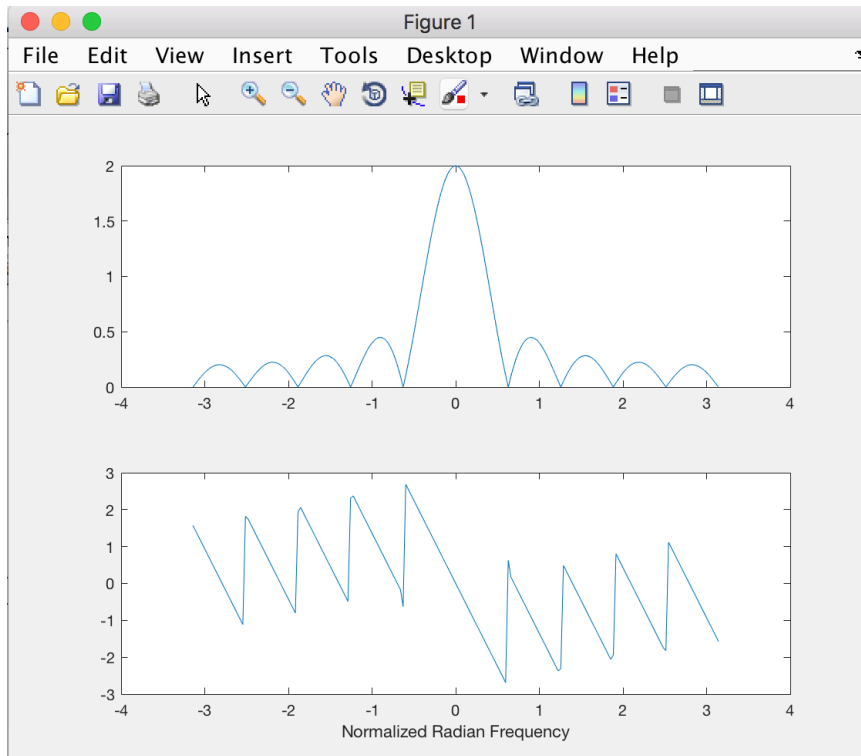 Figure 1
File Edit View Insert Tools Desktop Window Help
2
1.5
1
0.5
0
-4 -3 -2 -1 0 1 2 3 4
3
2
1
0
-1
-2
-3
-4 -3 -2 -1 0 1 2 3 4
Normalized Radian Frequency